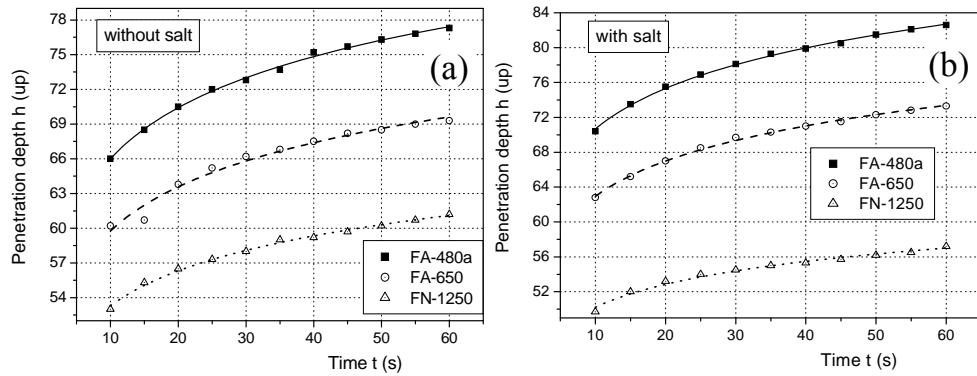 without salt
(a)
Penetration depth h (up)
78
75
72
69
66
63
60
57
54
FA-480a
FA-650
FN-1250
10 20 30 40 50 60
Time t (s)
with salt
(b)
Penetration depth h (up)
84
80
76
72
68
64
60
56
52
FA-480a
FA-650
FN-1250
10 20 30 40 50 60
Time t (s)